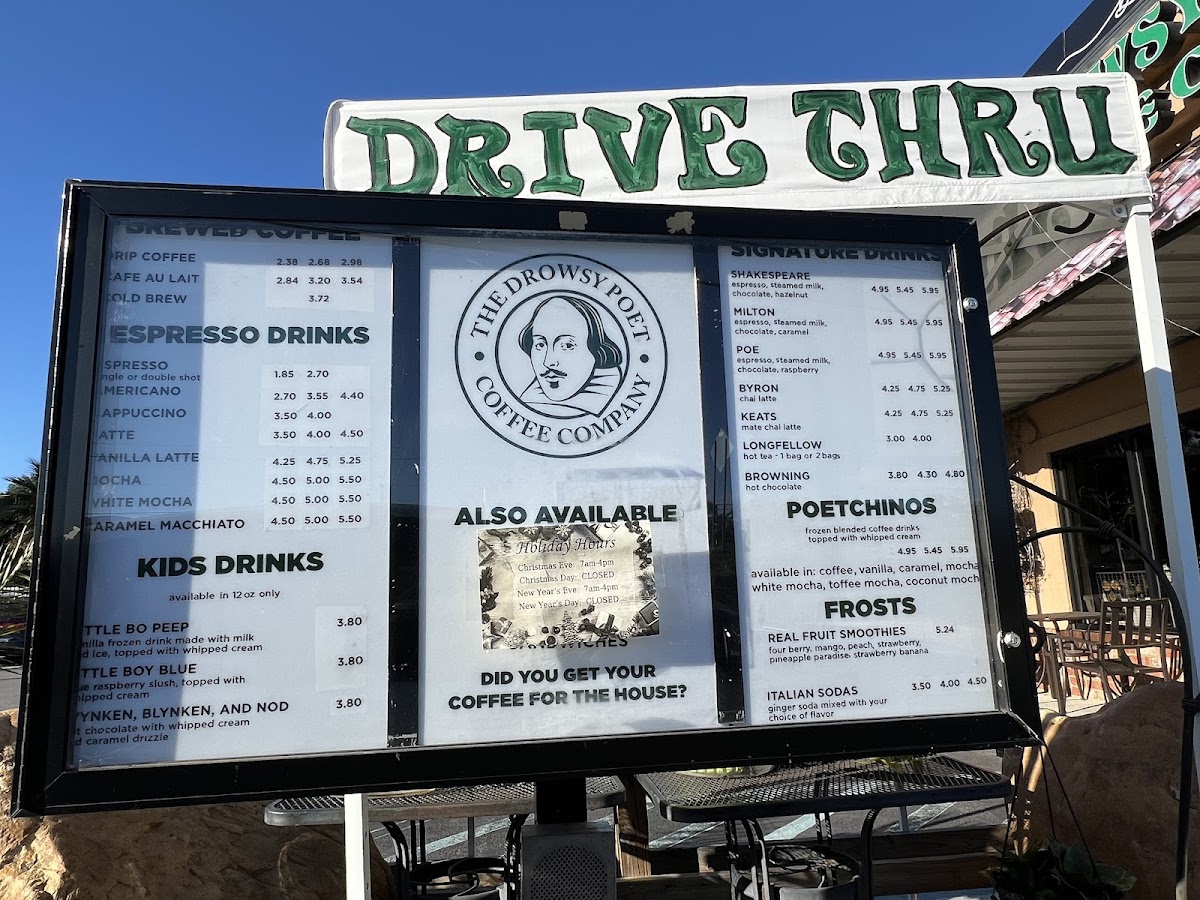 DRIVE THRU
BREWED COFFEE
RIP COFFEE 2.38 2.68 2.98
AFE AU LAIT 2.84 3.20 3.54
OLD BREW 3.72
ESPRESSO DRINKS
SPRESSO
ngle or double shot 1.85 2.70
MERICANO 2.70 3.55 4.40
APPUCCINO 3.50 4.00
ATTE 3.50 4.00 4.50
ANILLA LATTE 4.25 4.75 5.25
OCHA 4.50 5.00 5.50
WHITE MOCHA 4.50 5.00 5.50
CARAMEL MACCHIATO 4.50 5.00 5.50
KIDS DRINKS
available in 12oz only
TTLE BO PEEP 3.80
nilla frozen drink made with milk
d ice, topped with whipped cream
TTLE BOY BLUE 3.80
ue raspberry slush, topped with
hipped cream
YNKEN, BLYNKEN, AND NOD 3.80
t chocolate with whipped cream
d caramel drizzle
THE DROWSY POET
COFFEE COMPANY
ALSO AVAILABLE
Holiday Hours
Christmas Eve: 7am-4pm
Christmas Day: CLOSED
New Year's Eve: 7am-4pm
New Year's Day: CLOSED
SANDWICHES
DID YOU GET YOUR
COFFEE FOR THE HOUSE?
SIGNATURE DRINKS
SHAKESPEARE 4.95 5.45 5.95
espresso, steamed milk,
chocolate, hazelnut
MILTON 4.95 5.45 5.95
espresso, steamed milk,
chocolate, caramel
POE 4.95 5.45 5.95
espresso, steamed milk,
chocolate, raspberry
BYRON 4.25 4.75 5.25
chai latte
KEATS 4.25 4.75 5.25
mate chai latte
LONGFELLOW 3.00 4.00
hot tea - 1 bag or 2 bags
BROWNING 3.80 4.30 4.80
hot chocolate
POETCHINOS
frozen blended coffee drinks
topped with whipped cream
4.95 5.45 5.95
available in: coffee, vanilla, caramel, mocha
white mocha, toffee mocha, coconut moch
FROSTS
REAL FRUIT SMOOTHIES 5.24
four berry, mango, peach, strawberry,
pineapple paradise, strawberry banana
ITALIAN SODAS 3.50 4.00 4.50
ginger soda mixed with your
choice of flavor